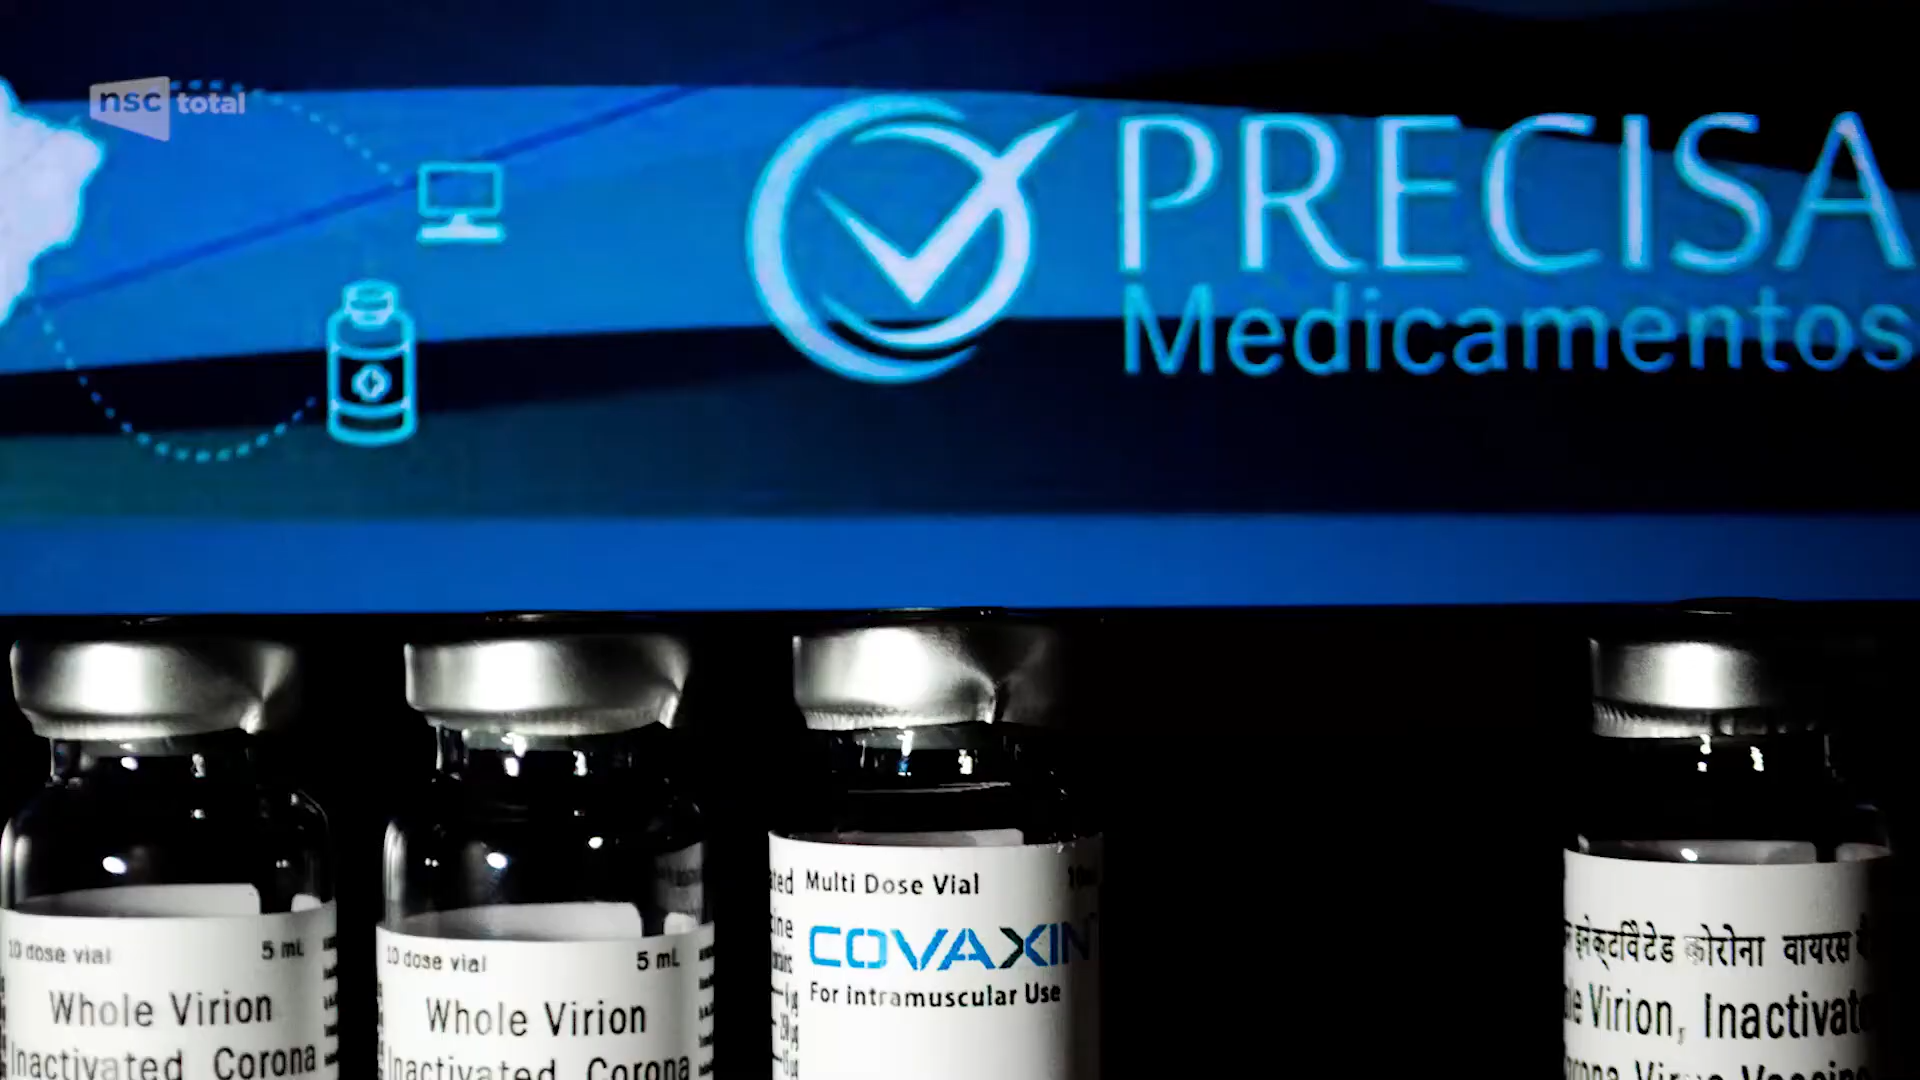 nsc total
PRECISA
Medicamentos
10 dose vial 5 mL
Whole Virion
Inactivated Corona
10 dose vial 5 mL
Whole Virion
Inactivated Corona
Multi Dose Vial
COVAXIN
For intramuscular Use
कोरोना वायरस
Virion, Inactivat